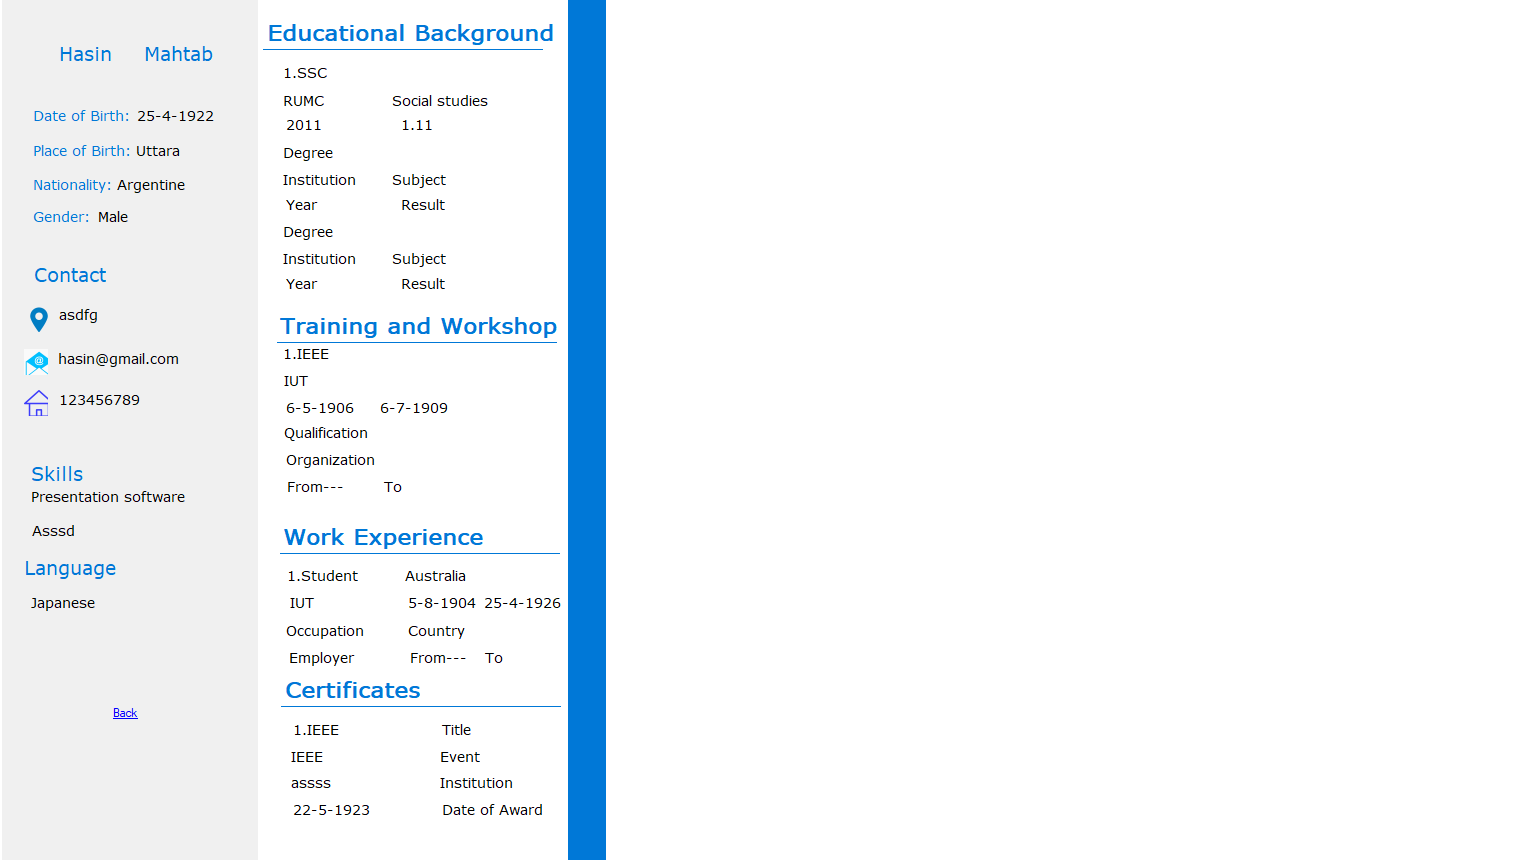 Hasin Mahtab
Date of Birth: 25-4-1922
Place of Birth: Uttara
Nationality: Argentine
Gender: Male
Contact
asdfg
hasin@gmail.com
123456789
Skills
Presentation software
Asssd
Language
Japanese
Back
Educational Background
1.SSC
RUMC Social studies
2011 1.11
Degree
Institution Subject
Year Result
Degree
Institution Subject
Year Result
Training and Workshop
1.IEEE
IUT
6-5-1906 6-7-1909
Qualification
Organization
From--- To
Work Experience
1.Student Australia
IUT 5-8-1904 25-4-1926
Occupation Country
Employer From--- To
Certificates
1.IEEE Title
IEEE Event
assss Institution
22-5-1923 Date of Award